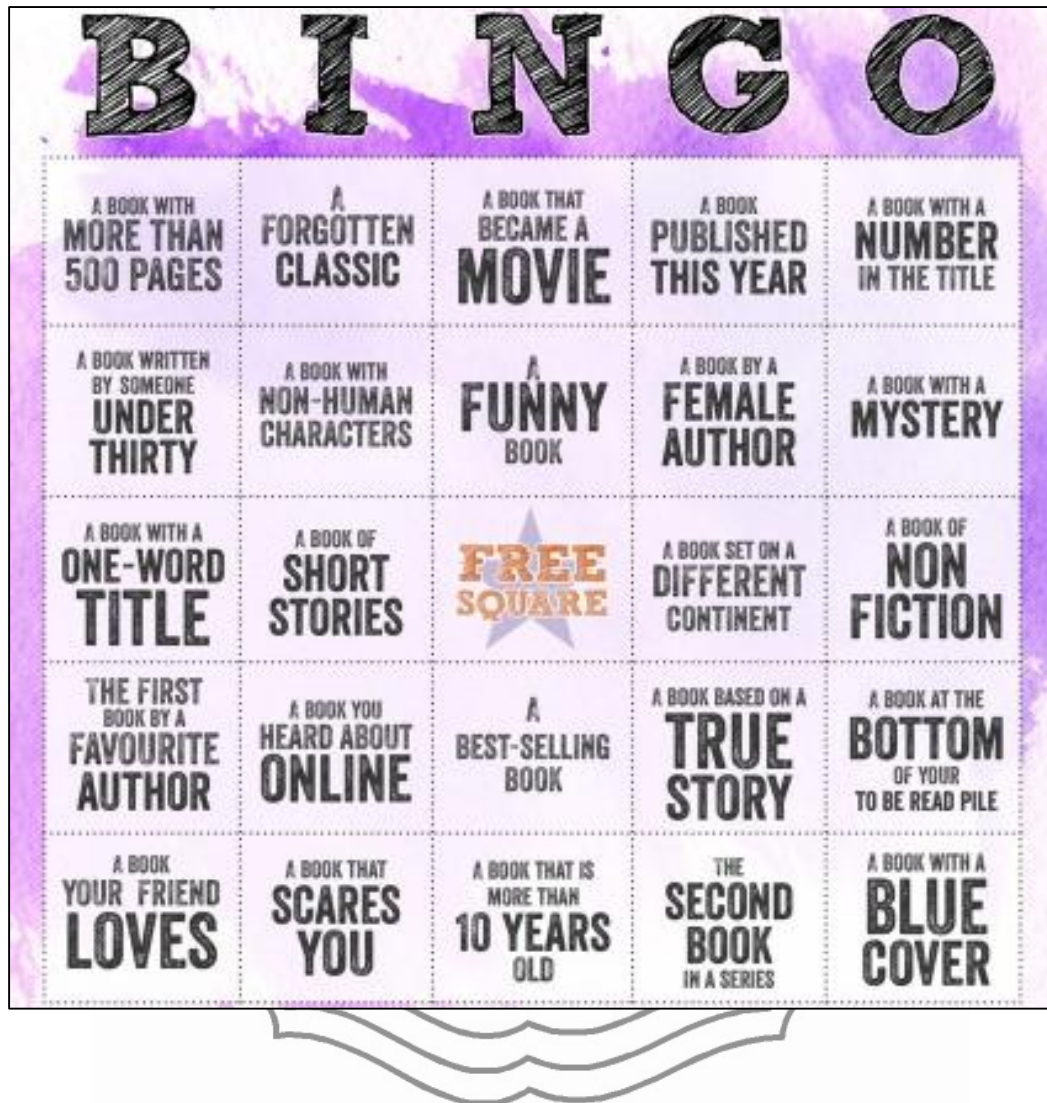 B I N G O
A BOOK WITH
MORE THAN
500 PAGES
A
FORGOTTEN
CLASSIC
A BOOK THAT
BECAME A
MOVIE
A BOOK
PUBLISHED
THIS YEAR
A BOOK WITH A
NUMBER
IN THE TITLE
A BOOK WRITTEN
BY SOMEONE
UNDER
THIRTY
A BOOK WITH
NON-HUMAN
CHARACTERS
A
FUNNY
BOOK
A BOOK BY A
FEMALE
AUTHOR
A BOOK WITH A
MYSTERY
A BOOK WITH A
ONE-WORD
TITLE
A BOOK OF
SHORT
STORIES
FREE
SQUARE
A BOOK SET ON A
DIFFERENT
CONTINENT
A BOOK OF
NON
FICTION
THE FIRST
BOOK BY A
FAVOURITE
AUTHOR
A BOOK YOU
HEARD ABOUT
ONLINE
A
BEST-SELLING
BOOK
A BOOK BASED ON A
TRUE
STORY
A BOOK AT THE
BOTTOM
OF YOUR
TO BE READ PILE
A BOOK
YOUR FRIEND
LOVES
A BOOK THAT
SCARES
YOU
A BOOK THAT IS
MORE THAN
10 YEARS
OLD
THE
SECOND
BOOK
IN A SERIES
A BOOK WITH A
BLUE
COVER